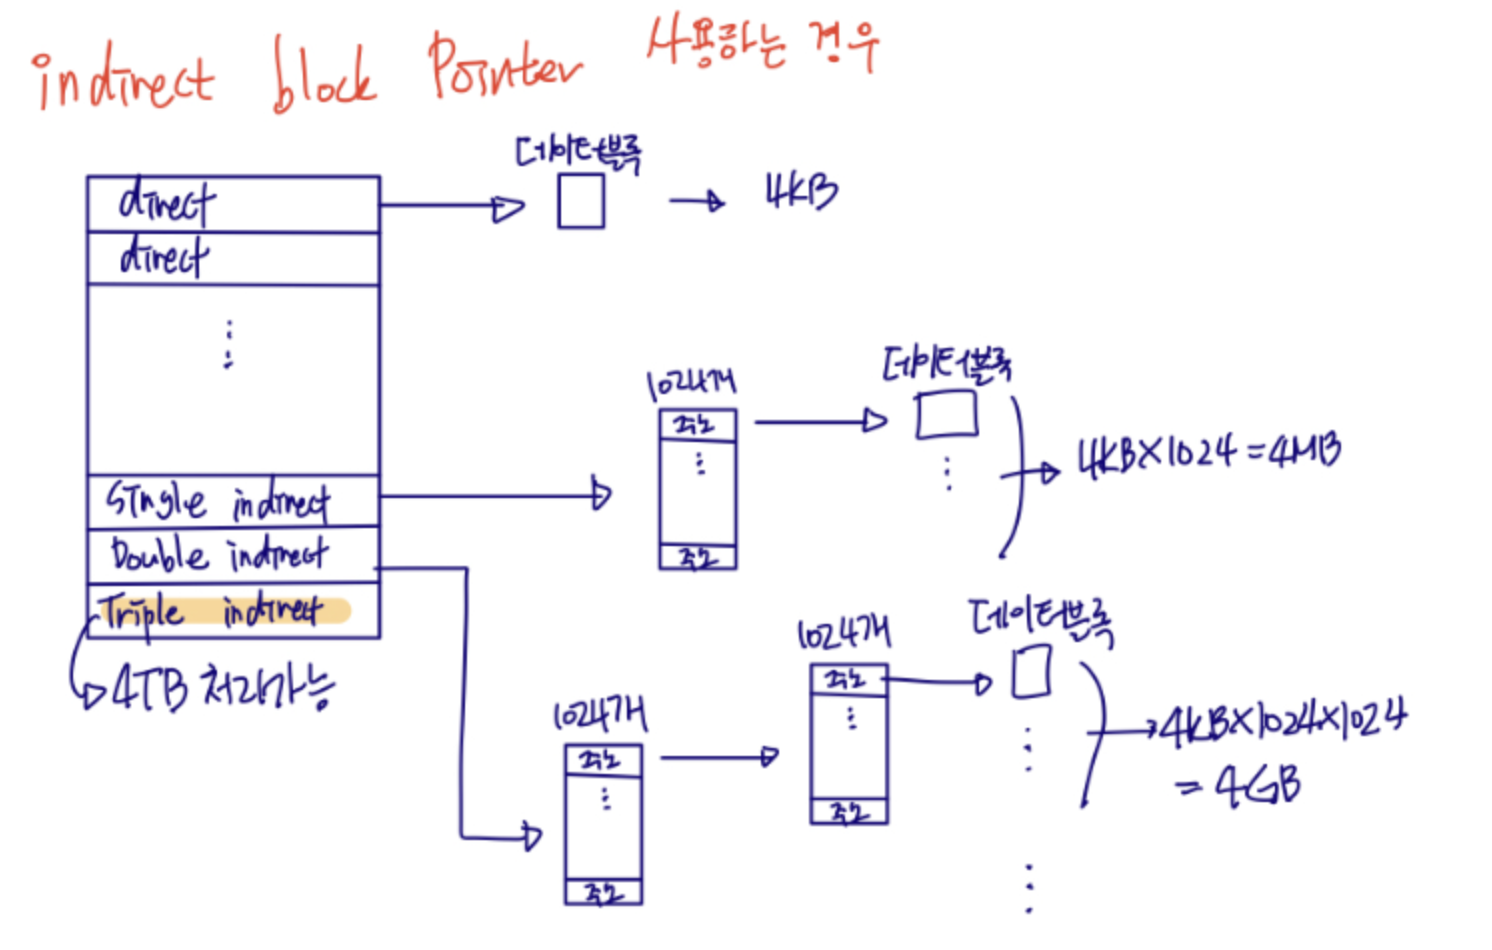 indirect block Pointer 사용하는 경우
direct
데이터블록
4KB
direct
1024개
주소
데이터블록
4KB×1024=4MB
주소
Single indirect
Double indirect
Triple indirect
4TB 처리가능
1024개
주소
주소
1024개
주소
데이터블록
주소
4KB×1024×1024
= 4GB